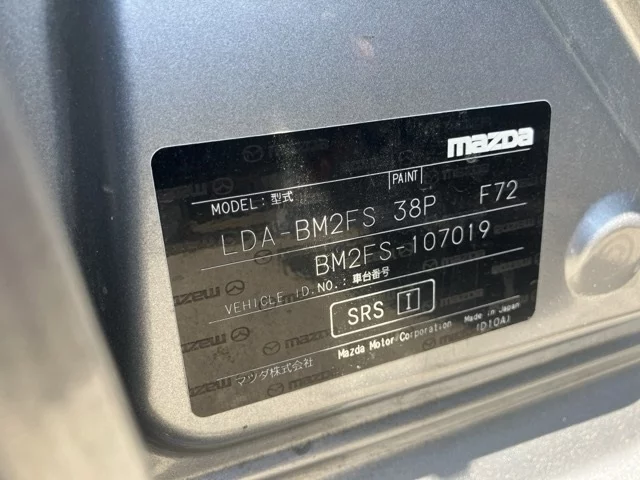 mazda
MODEL:型式 PAINT
LDA-BM2FS 38P F72
BM2FS-107019
VEHICLE ID.NO.:車台番号
SRS I
マツダ株式会社 Mazda Motor Corporation Made in Japan